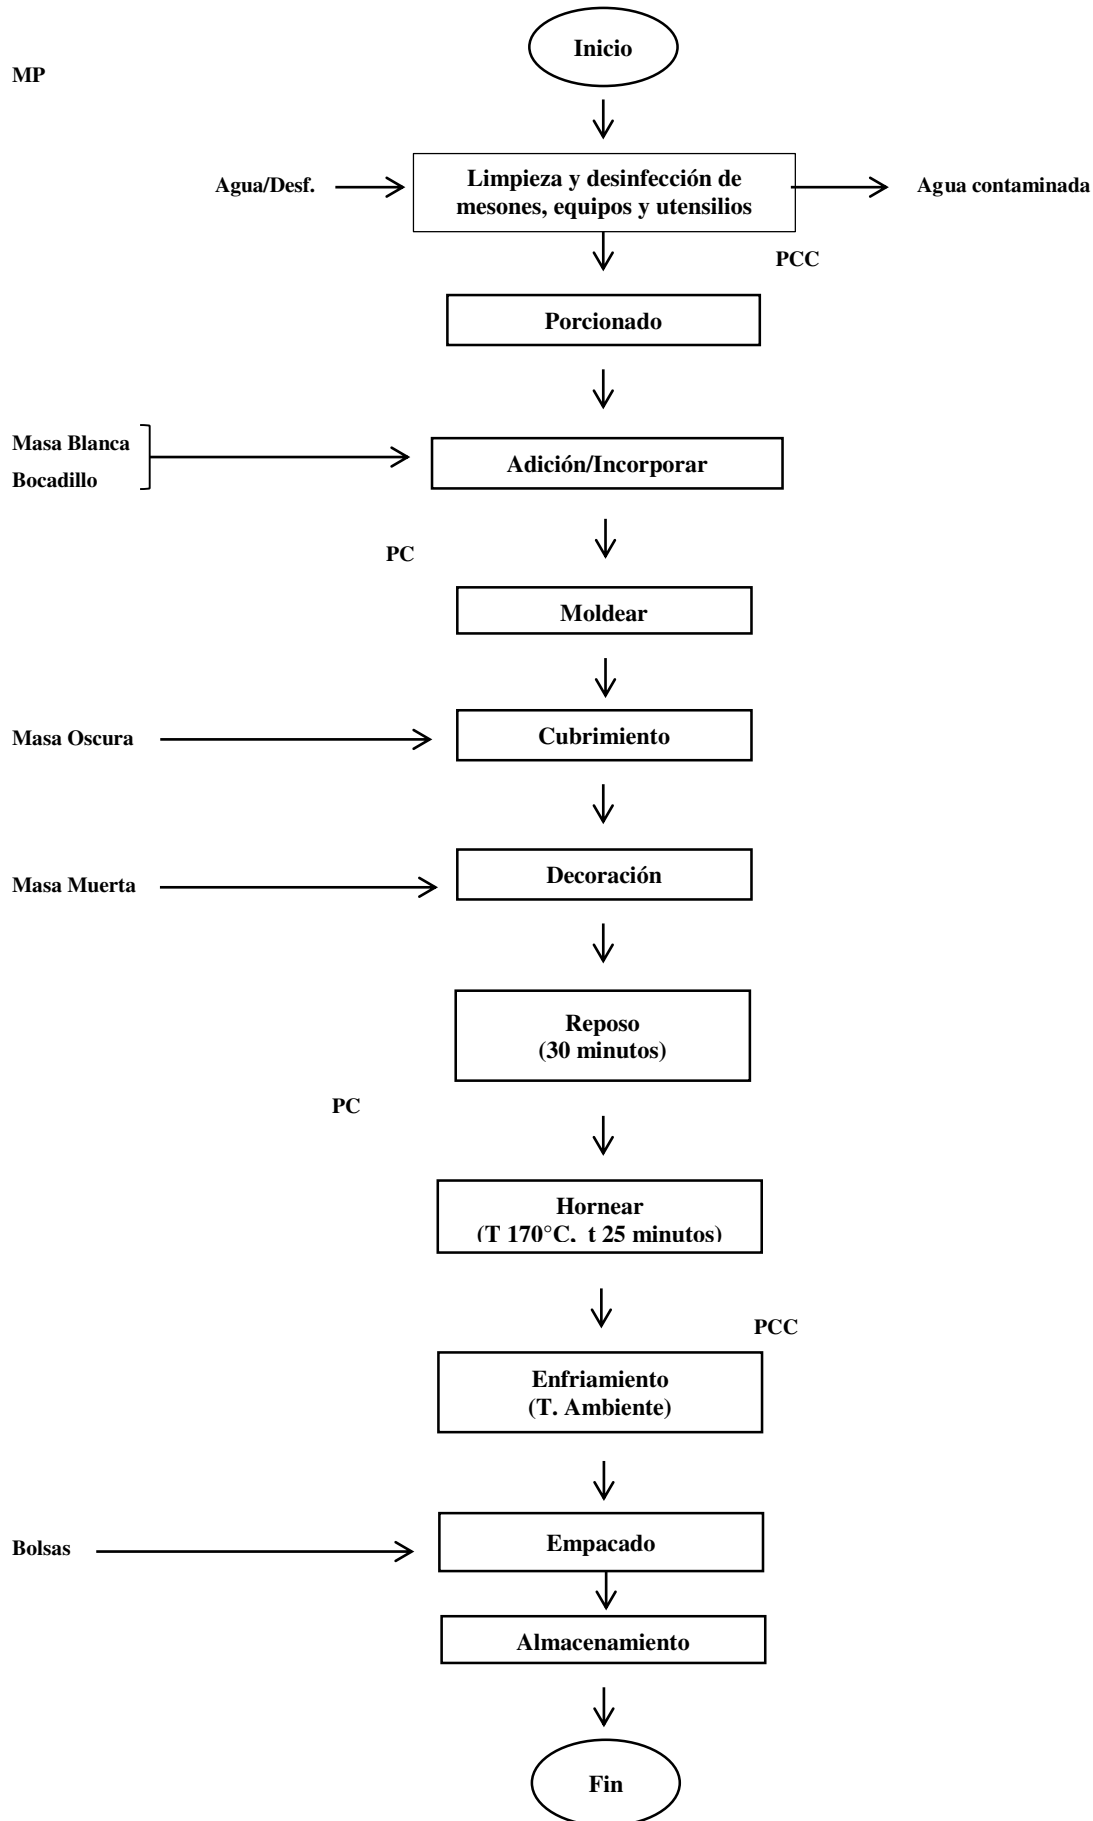 Inicio
MP
Agua/Desf.
Limpieza y desinfección de
mesones, equipos y utensilios
Agua contaminada
PCC
Porcionado
Masa Blanca
Bocadillo
Adición/Incorporar
PC
Moldear
Masa Oscura
Cubrimiento
Masa Muerta
Decoración
Reposo
(30 minutos)
PC
Hornear
(T 170°C, t 25 minutos)
PCC
Enfriamiento
(T. Ambiente)
Bolsas
Empacado
Almacenamiento
Fin